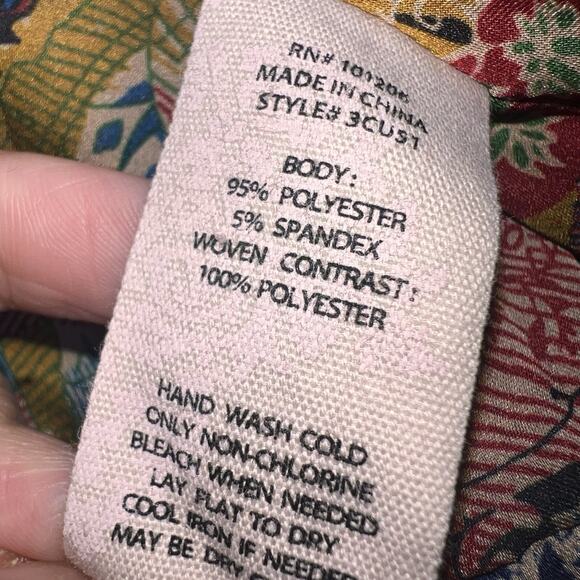 RN# 101206
MADE IN CHINA
STYLE# 3CU51
BODY:
95% POLYESTER
5% SPANDEX
WOVEN CONTRAST:
100% POLYESTER
HAND WASH COLD
ONLY NON-CHLORINE
BLEACH WHEN NEEDED
LAY FLAT TO DRY
COOL IRON IF NEEDED
MAY BE DRY